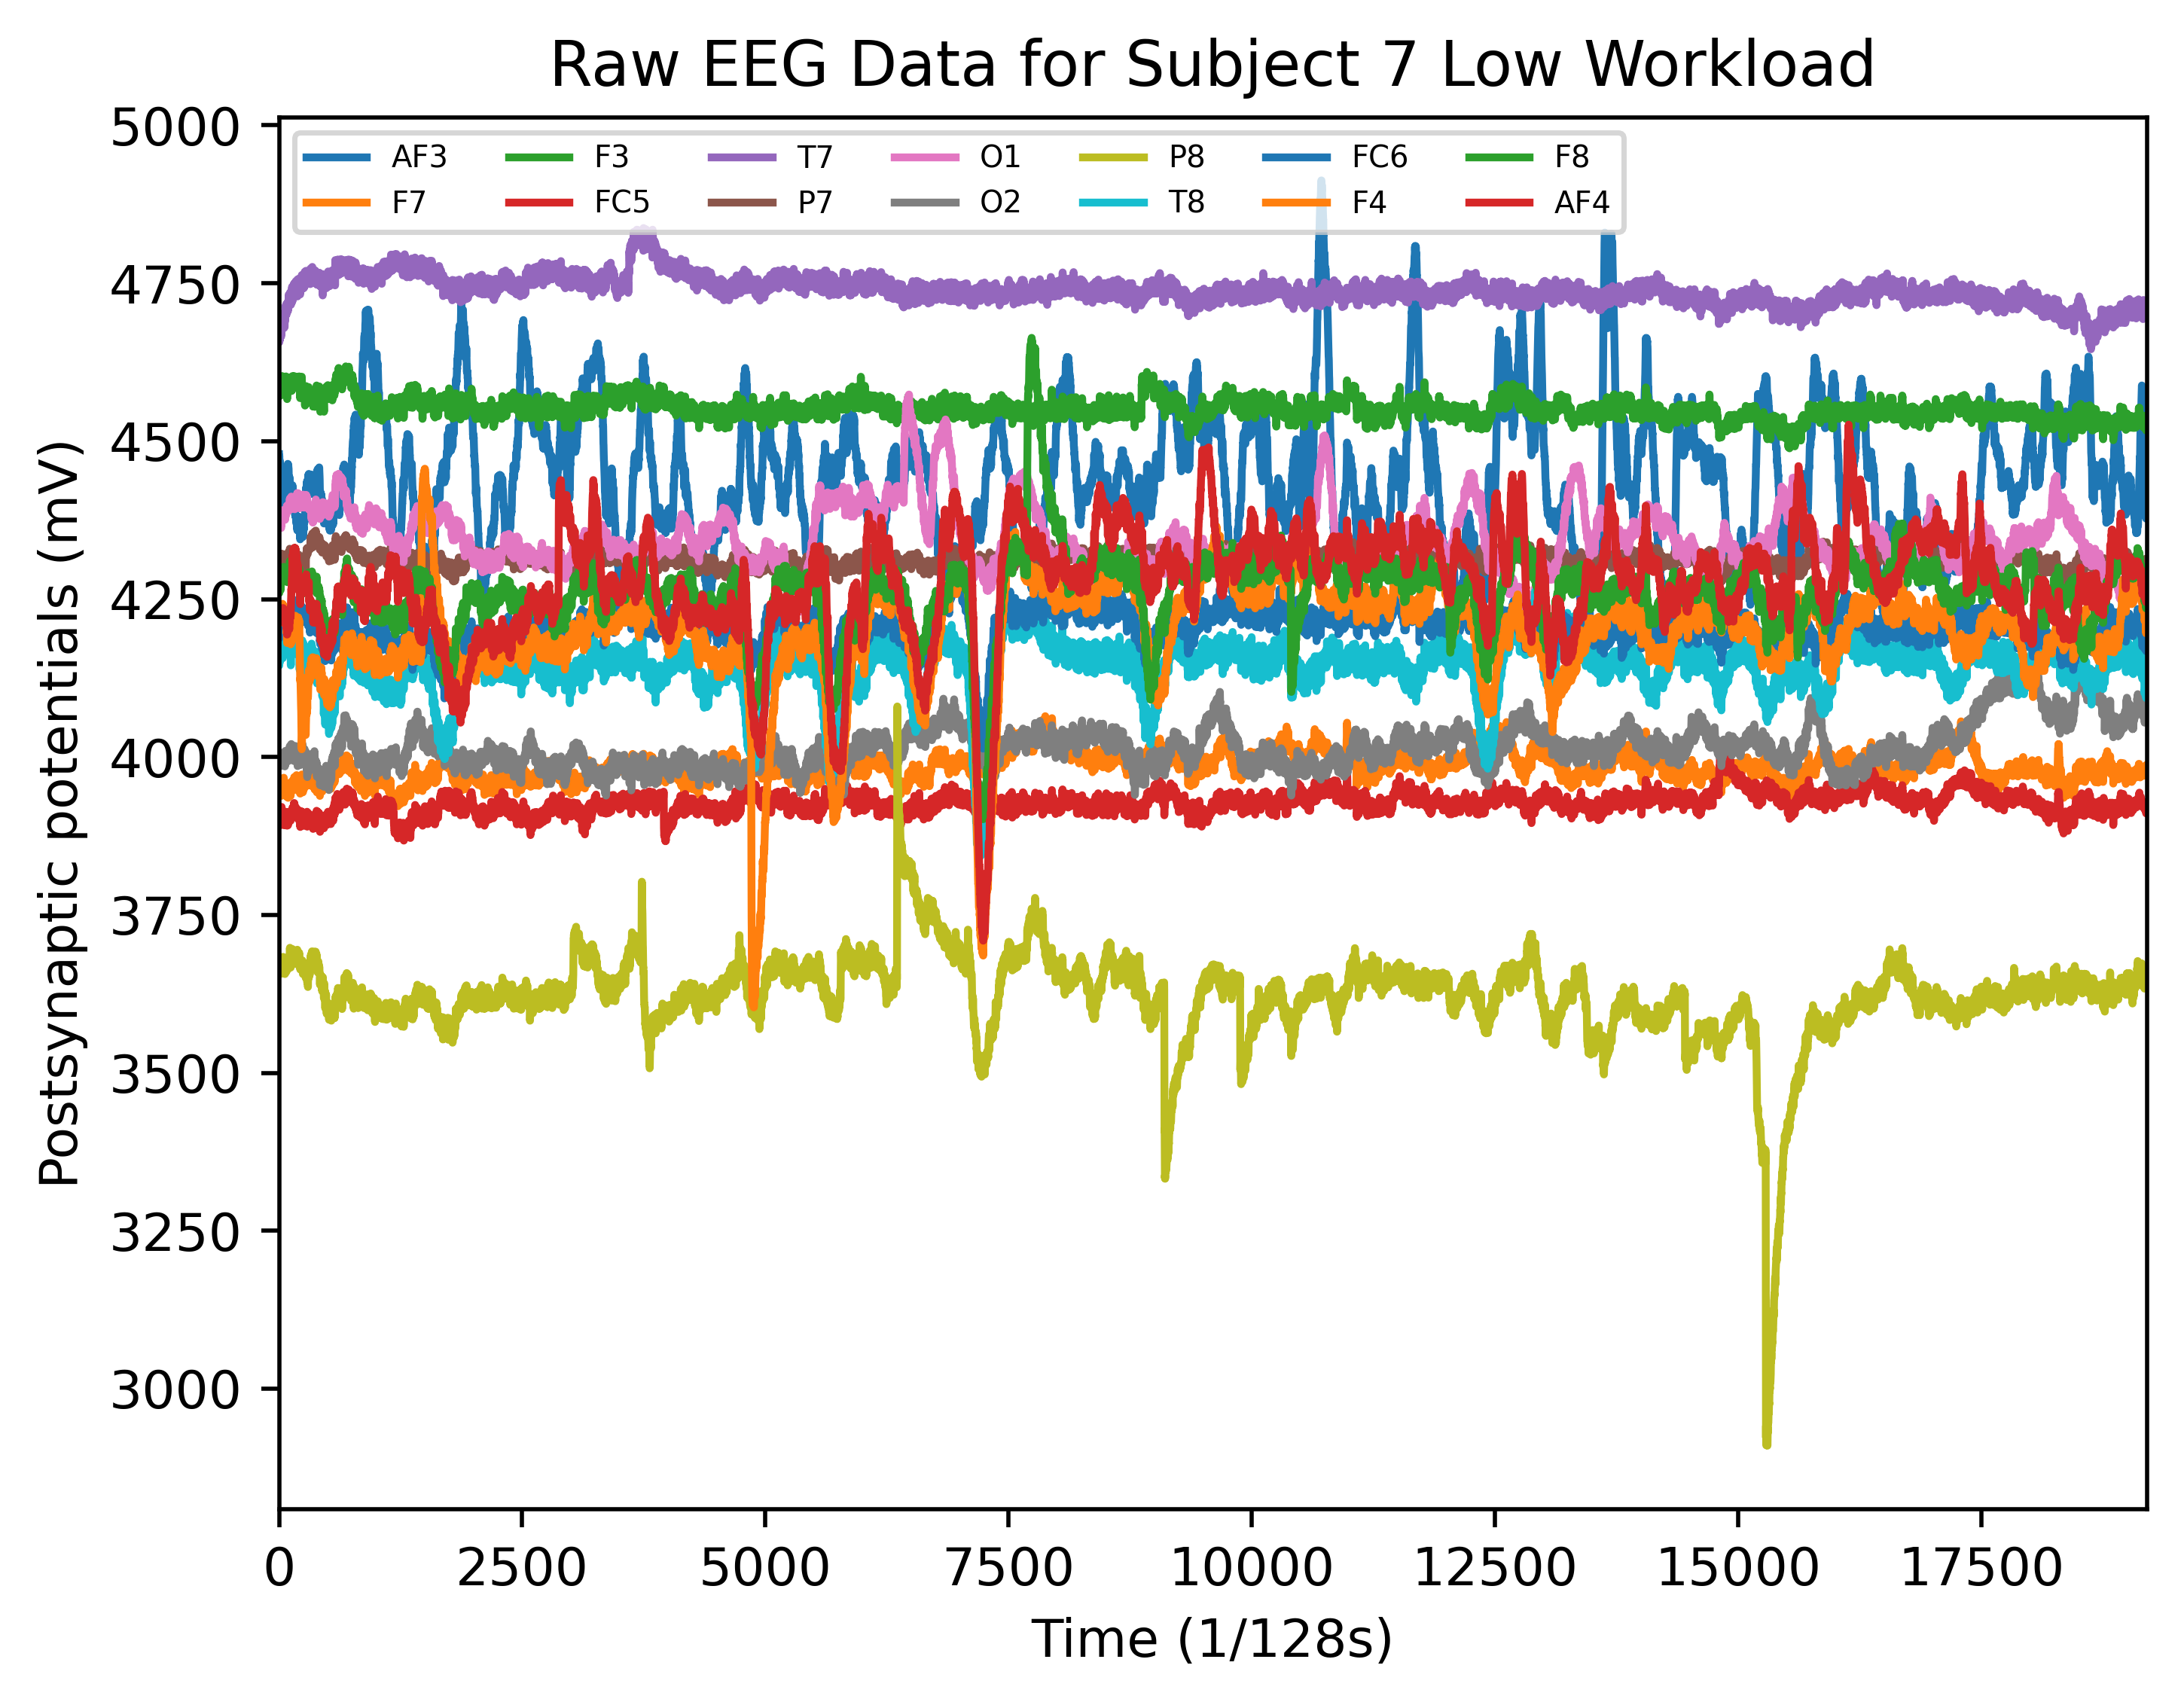 Raw EEG Data for Subject 7 Low Workload
5000
4750
4500
4250
4000
3750
3500
3250
3000
Postsynaptic potentials (mV)
AF3 F3 T7 O1 P8 FC6 F8
F7 FC5 P7 O2 T8 F4 AF4
0 2500 5000 7500 10000 12500 15000 17500
Time (1/128s)